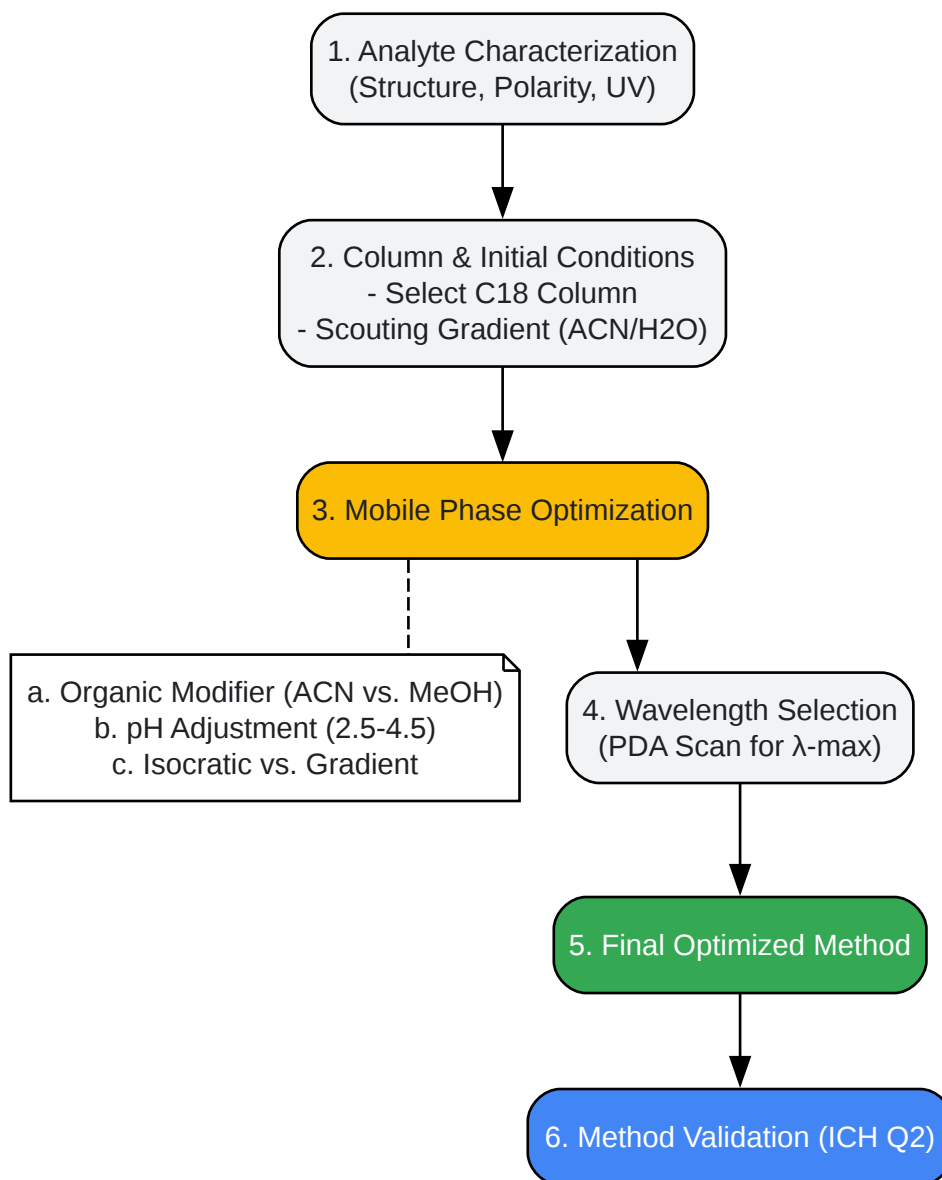 1. Analyte Characterization
(Structure, Polarity, UV)
2. Column & Initial Conditions
- Select C18 Column
- Scouting Gradient (ACN/H2O)
3. Mobile Phase Optimization
a. Organic Modifier (ACN vs. MeOH)
b. pH Adjustment (2.5-4.5)
c. Isocratic vs. Gradient
4. Wavelength Selection
(PDA Scan for λ-max)
5. Final Optimized Method
6. Method Validation (ICH Q2)